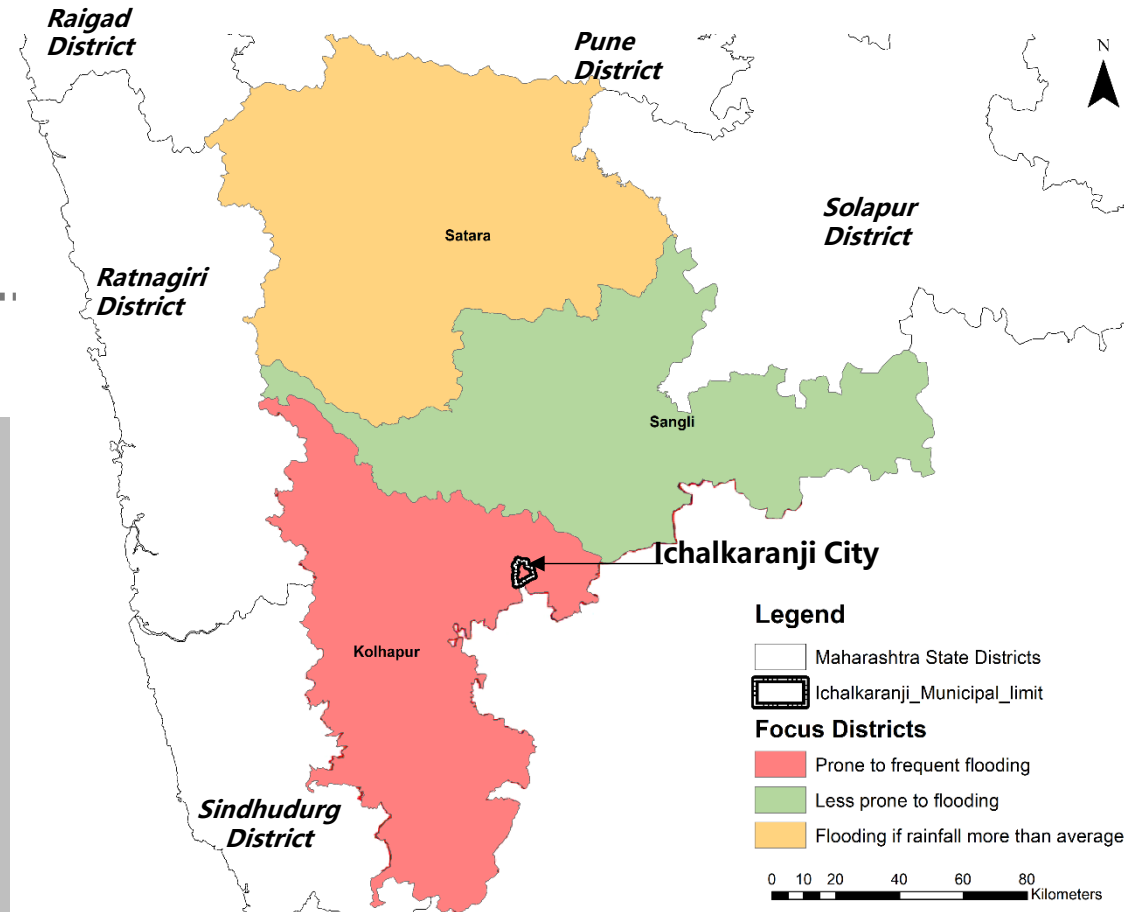 Raigad
District
Pune
District
N
Satara
Solapur
District
Ratnagiri
District
Sangli
Ichalkaranji City
Kolhapur
Sindhudurg
District
Legend
Maharashtra State Districts
Ichalkaranji_Municipal_limit
Focus Districts
Prone to frequent flooding
Less prone to flooding
Flooding if rainfall more than average
0 10 20 40 60 80
Kilometers